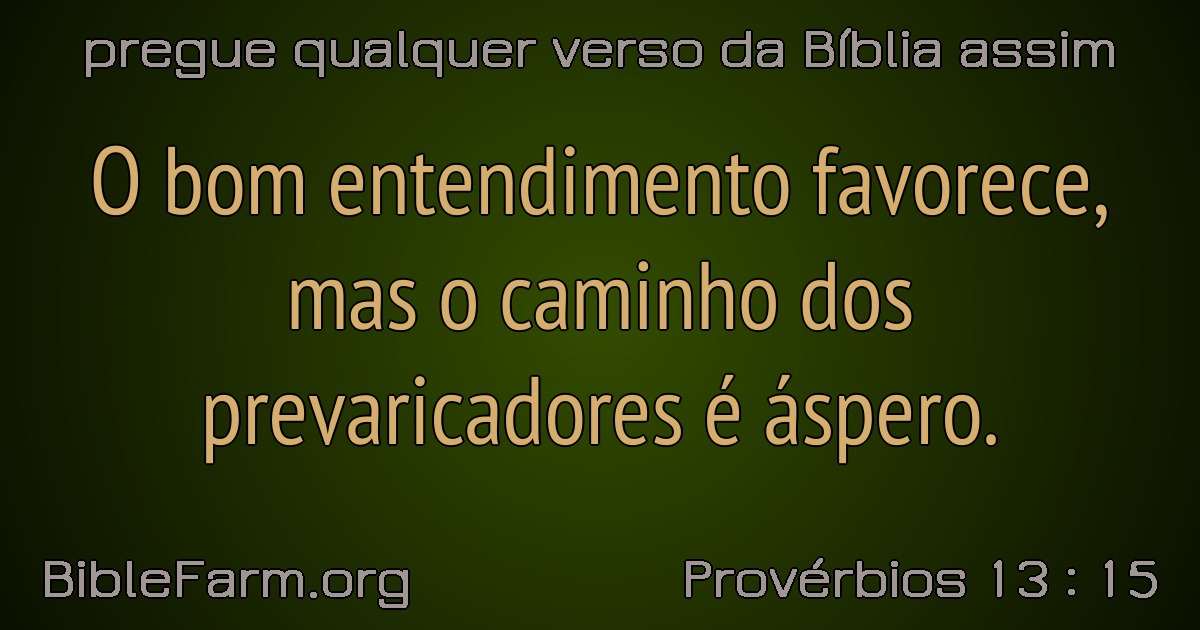 pregue qualquer verso da Bíblia assim
O bom entendimento favorece,
mas o caminho dos
prevaricadores é áspero.
BibleFarm.org
Provérbios 13 : 15